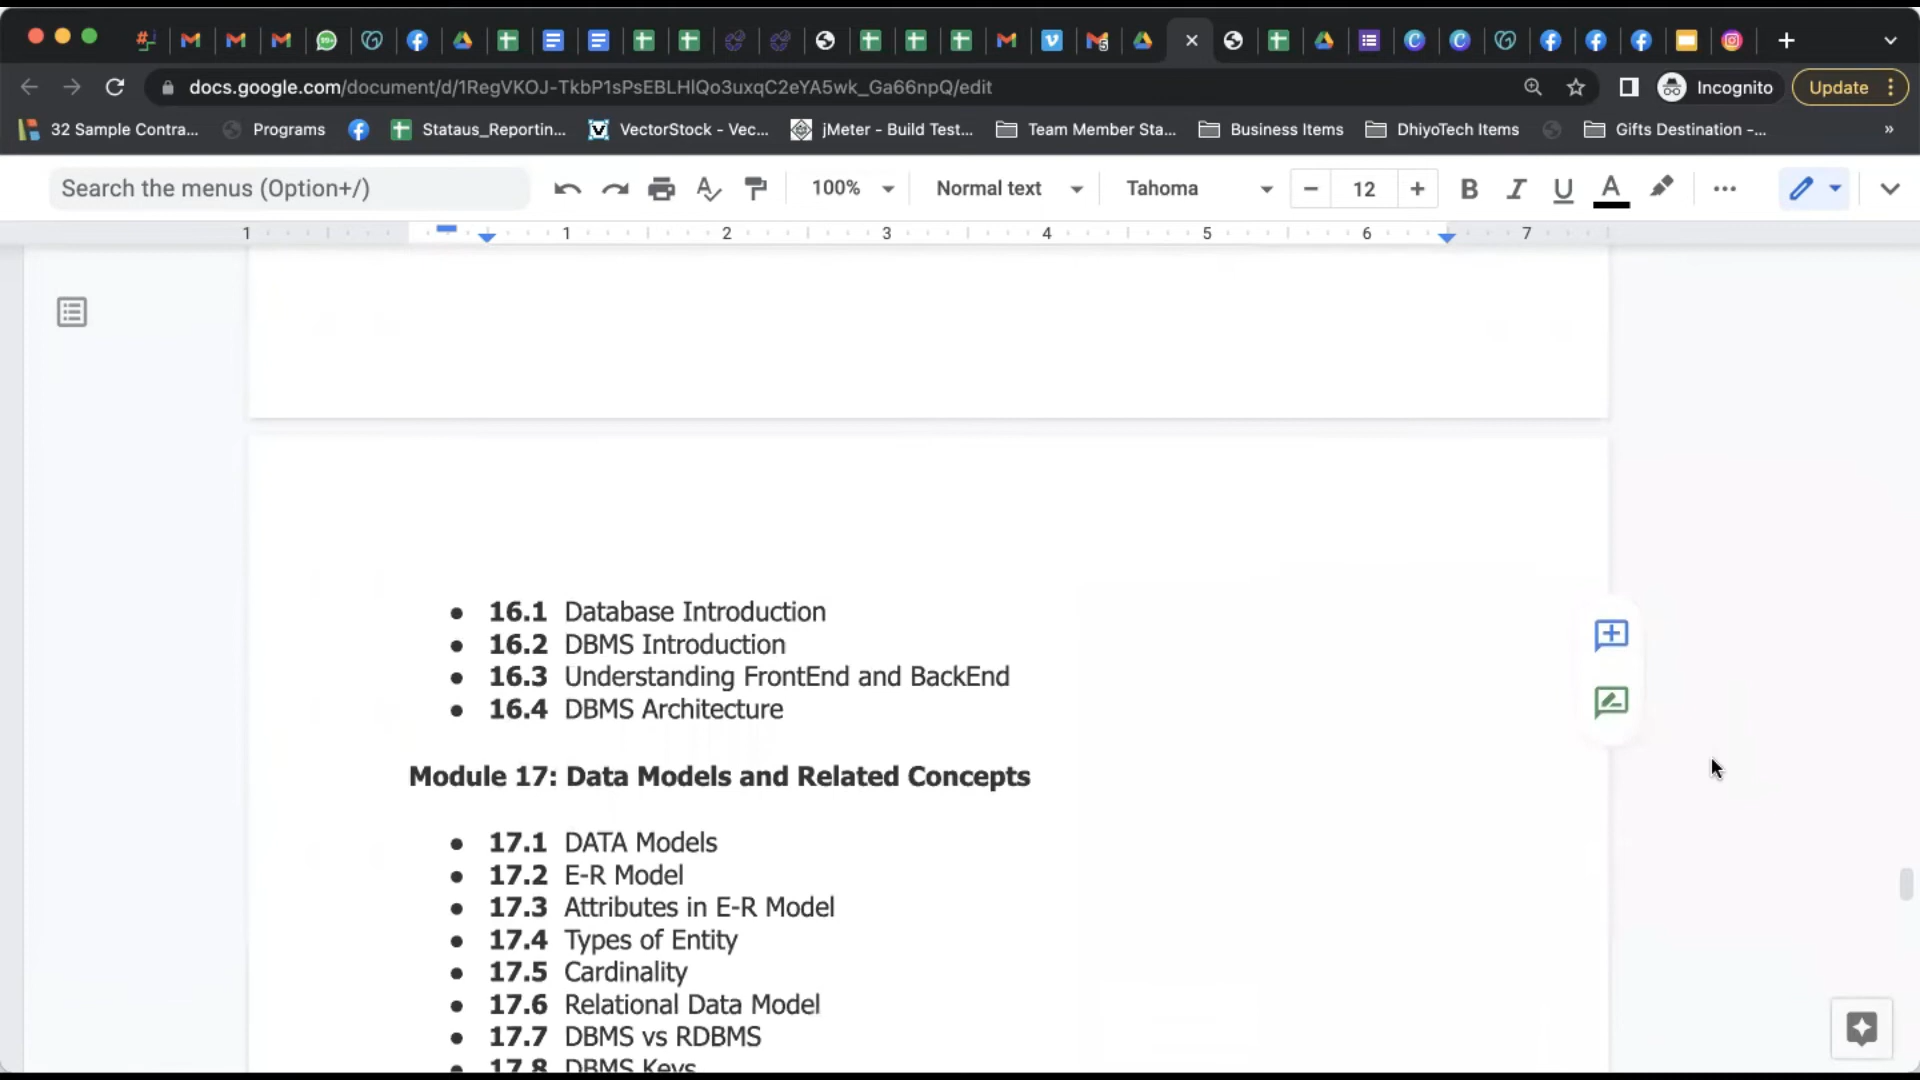 docs.google.com/document/d/1RegVKOJ-TkbP1sPsEBLHlQo3uxqC2eYA5wk_Ga66npQ/edit
Incognito
Update
32 Sample Contra...
Programs
Stataus_Reportin...
VectorStock - Vec...
jMeter - Build Test...
Team Member Sta...
Business Items
DhiyoTech Items
Gifts Destination -...
»
Search the menus (Option+/)
100%
Normal text
Tahoma
12
B I U A
1 1 2 3 4 5 6 7
● 16.1 Database Introduction
● 16.2 DBMS Introduction
● 16.3 Understanding FrontEnd and BackEnd
● 16.4 DBMS Architecture
Module 17: Data Models and Related Concepts
● 17.1 DATA Models
● 17.2 E-R Model
● 17.3 Attributes in E-R Model
● 17.4 Types of Entity
● 17.5 Cardinality
● 17.6 Relational Data Model
● 17.7 DBMS vs RDBMS
● 17.8 DBMS Keys